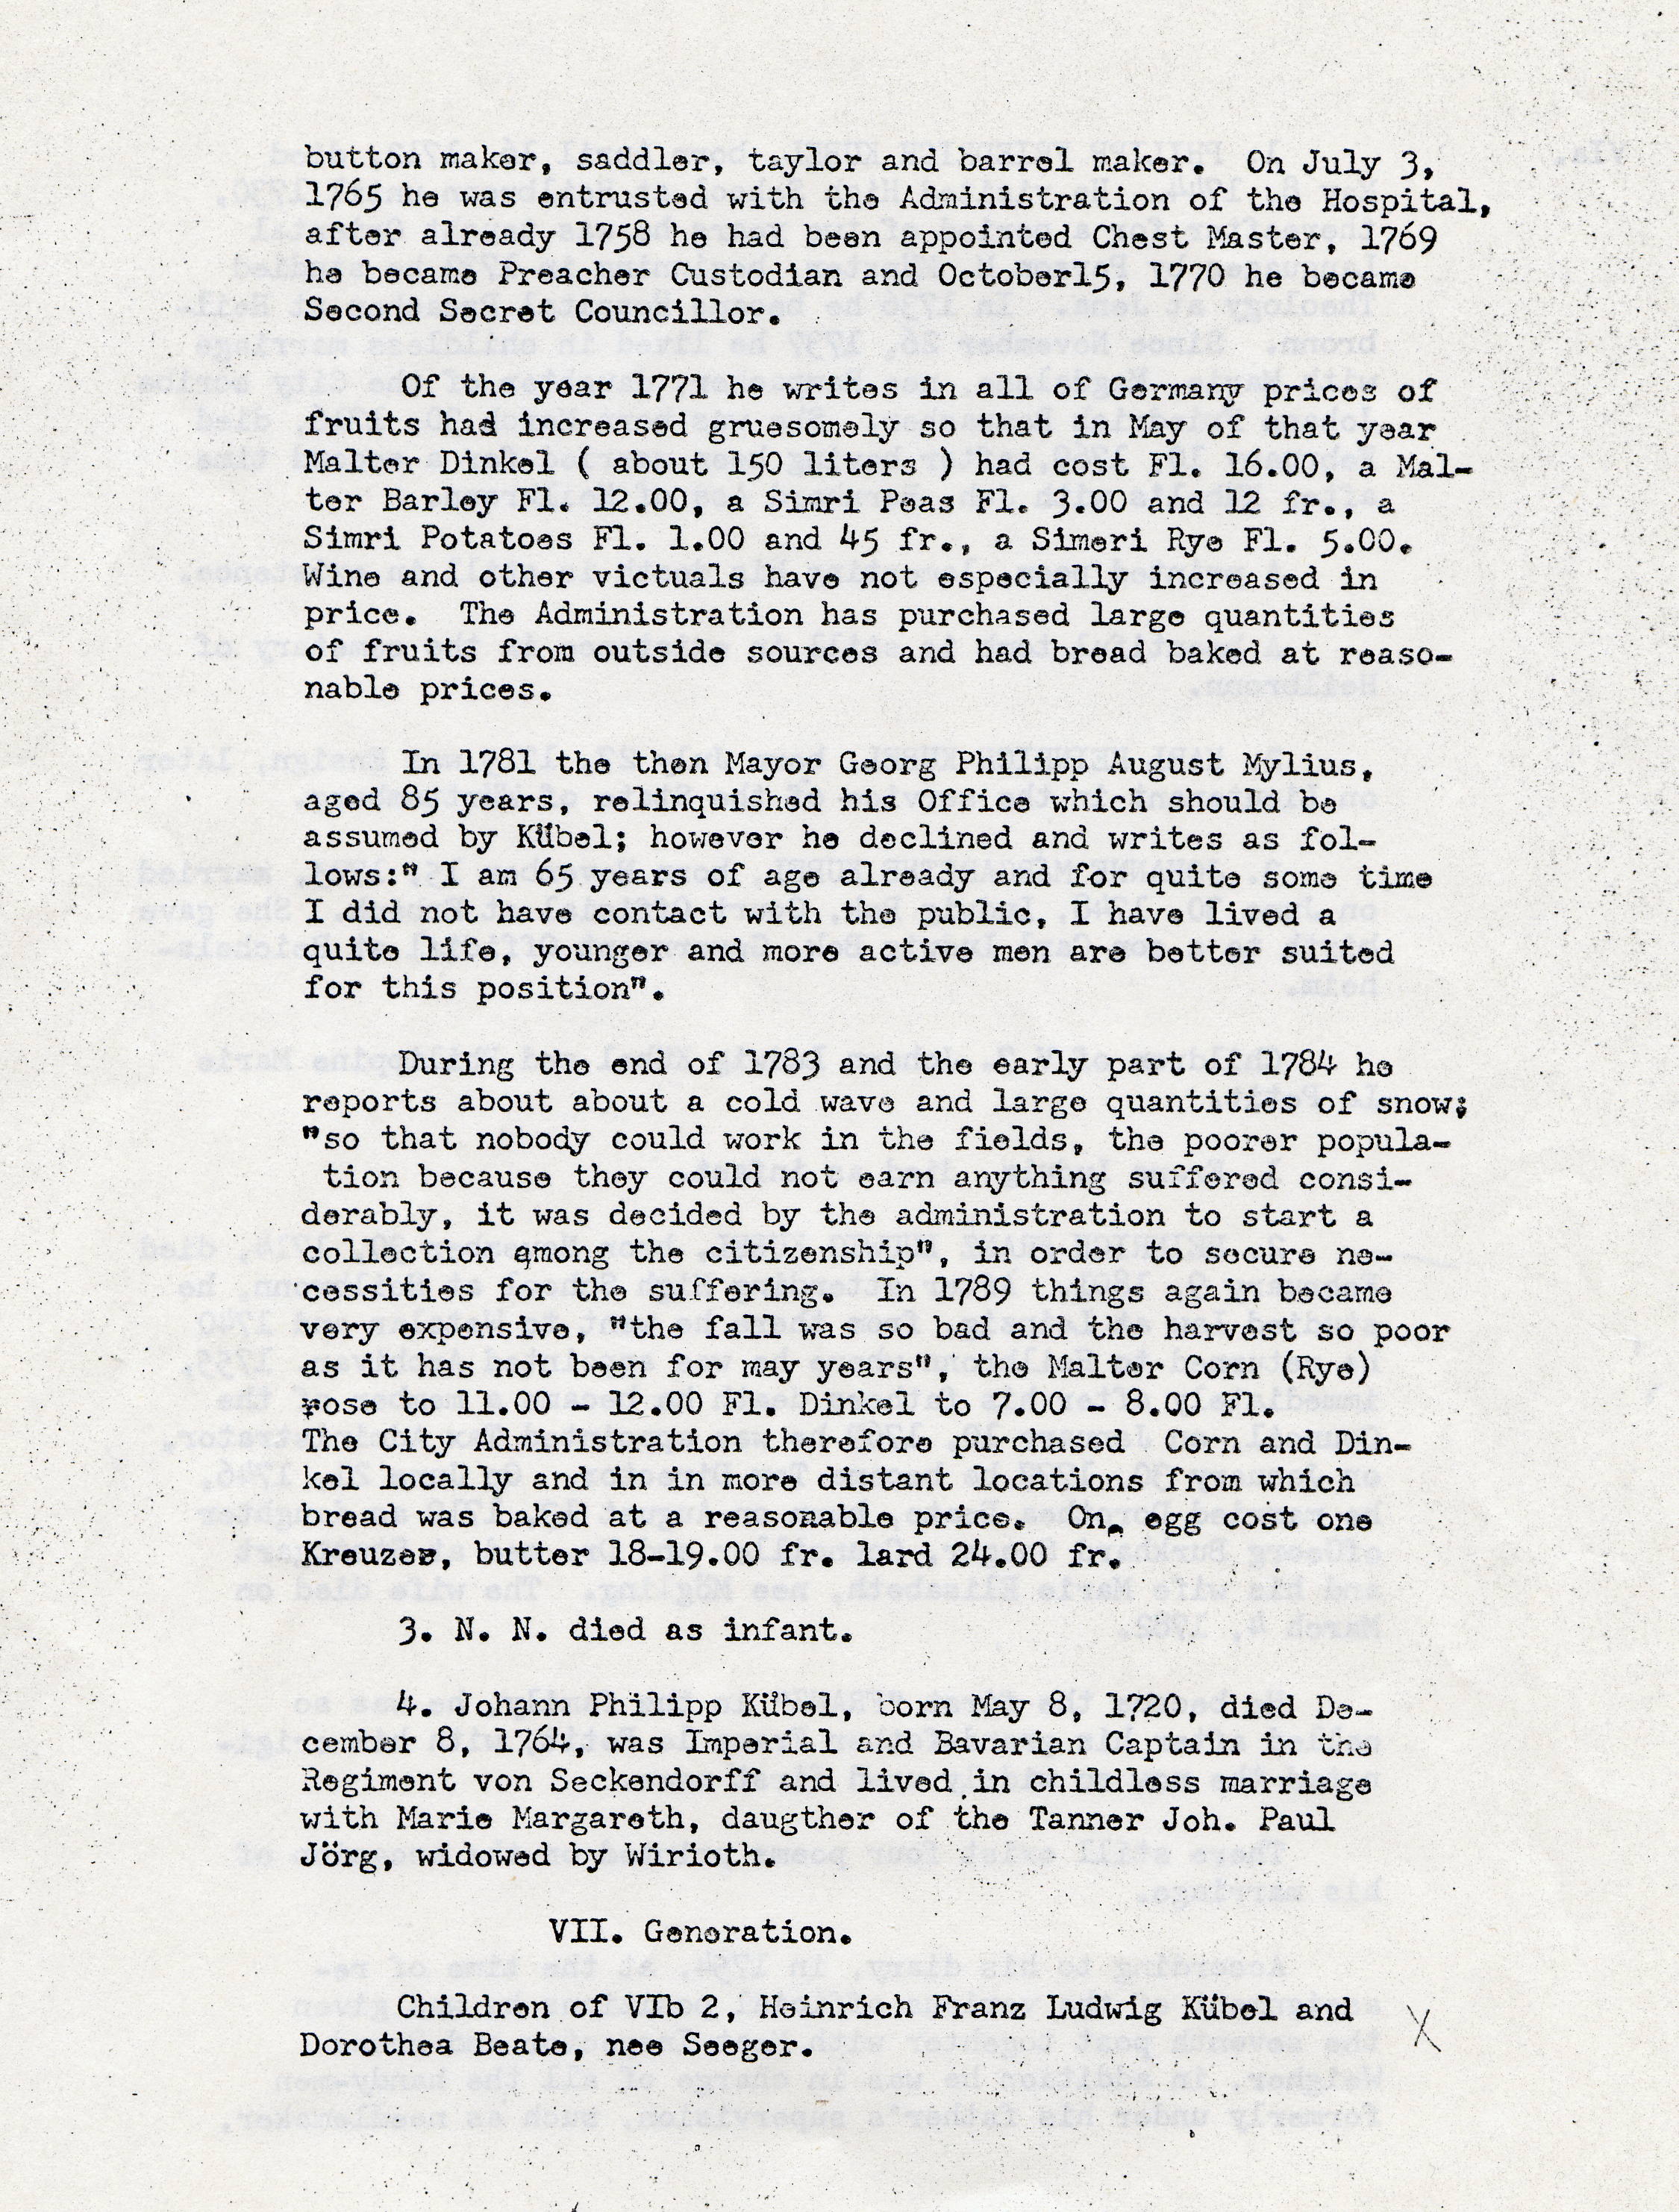 button maker, saddler, taylor and barrel maker. On July 3,
1765 he was entrusted with the Administration of the Hospital,
after already 1758 he had been appointed Chest Master, 1769
he became Preacher Custodian and October15, 1770 he became
Second Secret Councillor.
Of the year 1771 he writes in all of Germany prices of
fruits had increased gruesomely so that in May of that year
Malter Dinkel ( about 150 liters ) had cost Fl. 16.00, a Mal-
ter Barley Fl. 12.00, a Simri Peas Fl. 3.00 and 12 fr., a
Simri Potatoes Fl. 1.00 and 45 fr., a Simeri Rye Fl. 5.00.
Wine and other victuals have not especially increased in
price. The Administration has purchased large quantities
of fruits from outside sources and had bread baked at reaso-
nable prices.
In 1781 the then Mayor Georg Philipp August Mylius,
aged 85 years, relinquished his Office which should be
assumed by Kübel; however he declined and writes as fol-
lows:" I am 65 years of age already and for quite some time
I did not have contact with the public, I have lived a
quite life, younger and more active men are better suited
for this position".
During the end of 1783 and the early part of 1784 he
reports about about a cold wave and large quantities of snow;
"so that nobody could work in the fields, the poorer popula-
tion because they could not earn anything suffered consi-
derably, it was decided by the administration to start a
collection among the citizenship", in order to secure ne-
cessities for the suffering. In 1789 things again became
very expensive, "the fall was so bad and the harvest so poor
as it has not been for may years", the Malter Corn (Rye)
rose to 11.00 - 12.00 Fl. Dinkel to 7.00 - 8.00 Fl.
The City Administration therefore purchased Corn and Din-
kel locally and in in more distant locations from which
bread was baked at a reasonable price. On. egg cost one
Kreuzer, butter 18-19.00 fr. lard 24.00 fr.
3. N. N. died as infant.
4. Johann Philipp Kübel, born May 8, 1720, died De-
cember 8, 1764, was Imperial and Bavarian Captain in the
Regiment von Seckendorff and lived in childless marriage
with Marie Margareth, daugther of the Tanner Joh. Paul
Jörg, widowed by Wirioth.
VII. Generation.
Children of VIb 2, Heinrich Franz Ludwig Kübel and X
Dorothea Beate, nee Seeger.